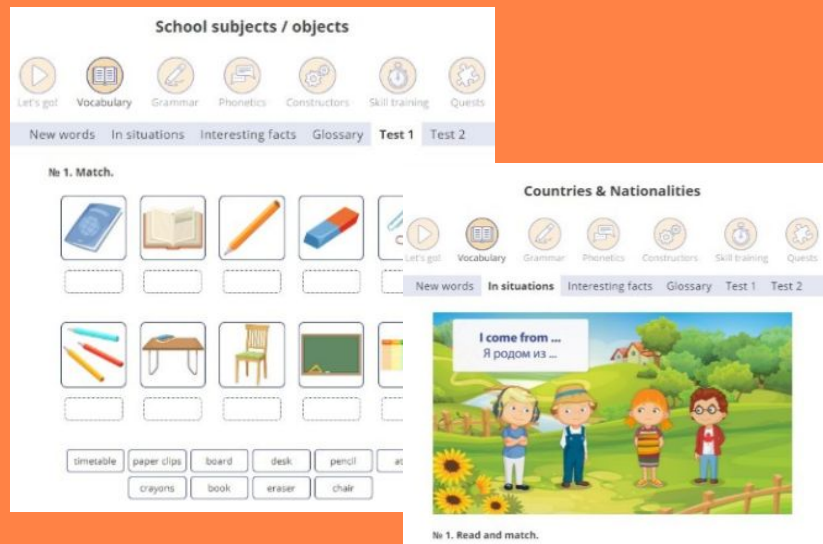 School subjects / objects
Let's go! Vocabulary Grammar Phonetics Constructors Skill training Quests
New words In situations Interesting facts Glossary Test 1 Test 2
№ 1. Match.
timetable paper clips board desk pencil
crayons book eraser chair
Countries & Nationalities
Let's go! Vocabulary Grammar Phonetics Constructors Skill training Quests
New words In situations Interesting facts Glossary Test 1 Test 2
I come from ...
Я родом из ...
№ 1. Read and match.